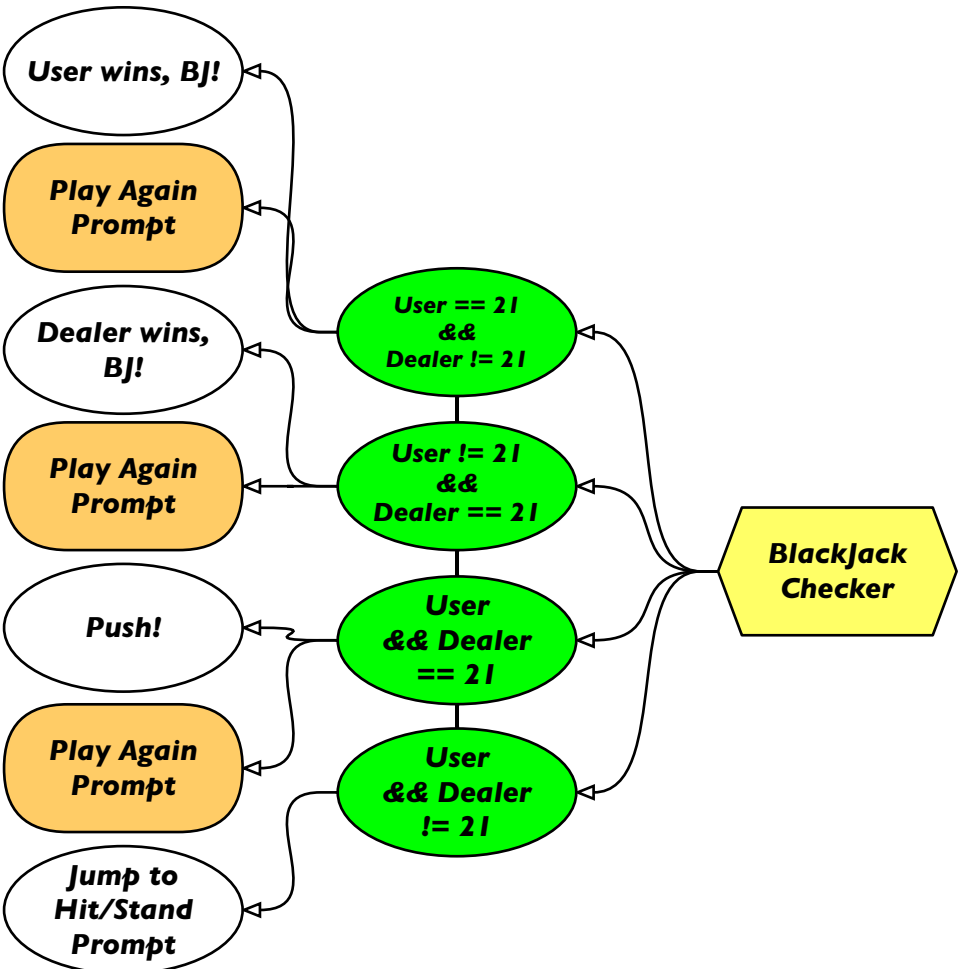 User wins, BJ!
Play Again
Prompt
Dealer wins,
BJ!
Play Again
Prompt
Push!
Play Again
Prompt
Jump to
Hit/Stand
Prompt
User == 21
&&
Dealer != 21
User != 21
&&
Dealer == 21
User
&& Dealer
== 21
User
&& Dealer
!= 21
BlackJack
Checker